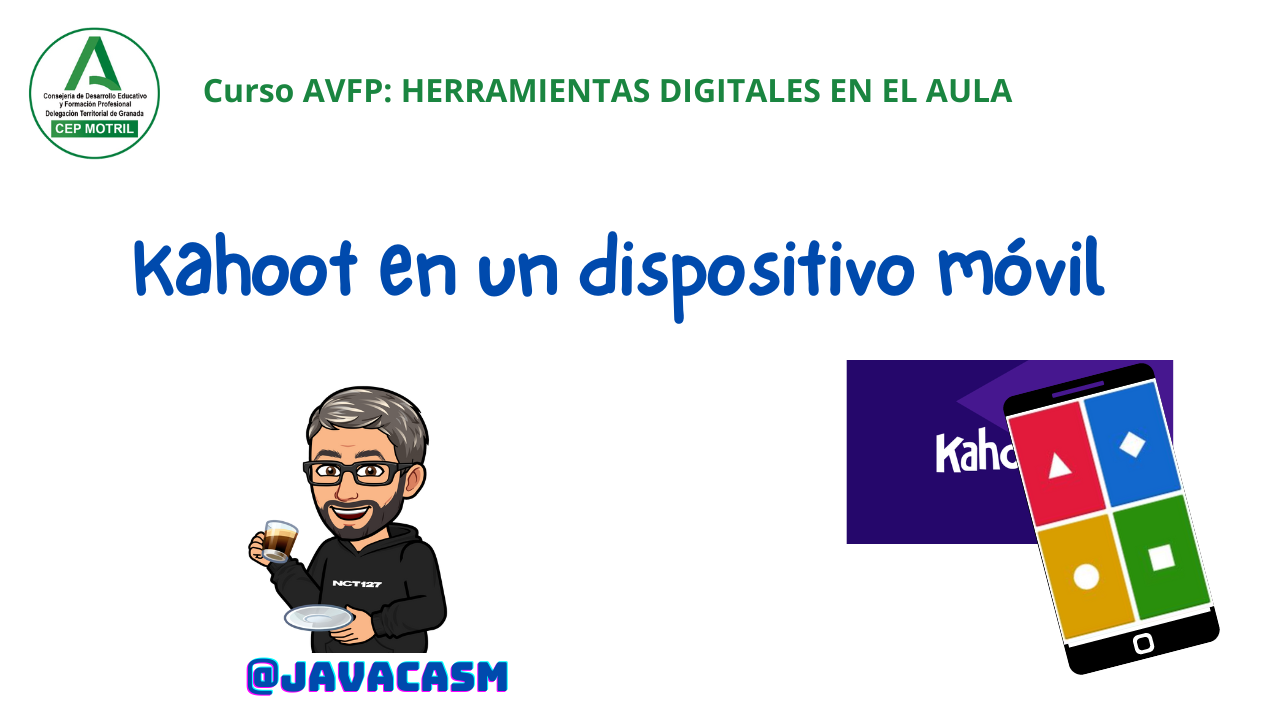 Consejería de Desarrollo Educativo
y Formación Profesional
Delegación Territorial de Granada
CEP MOTRIL
Curso AVFP: HERRAMIENTAS DIGITALES EN EL AULA
Kahoot en un dispositivo móvil
Kaho
NCT127
@JAVACASM